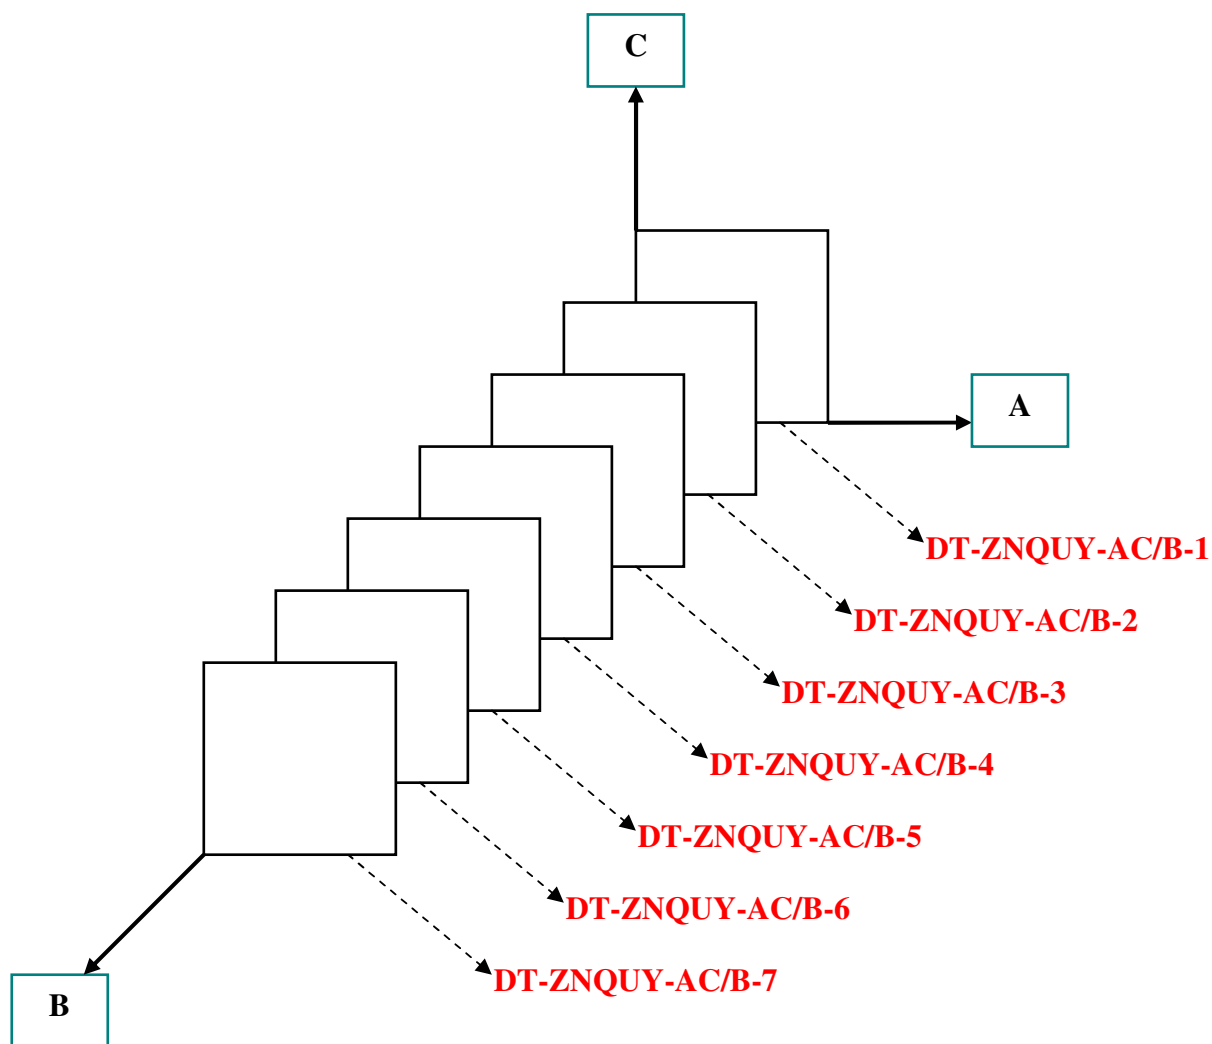 C
A
DT-ZNQUY-AC/B-1
DT-ZNQUY-AC/B-2
DT-ZNQUY-AC/B-3
DT-ZNQUY-AC/B-4
DT-ZNQUY-AC/B-5
DT-ZNQUY-AC/B-6
DT-ZNQUY-AC/B-7
B